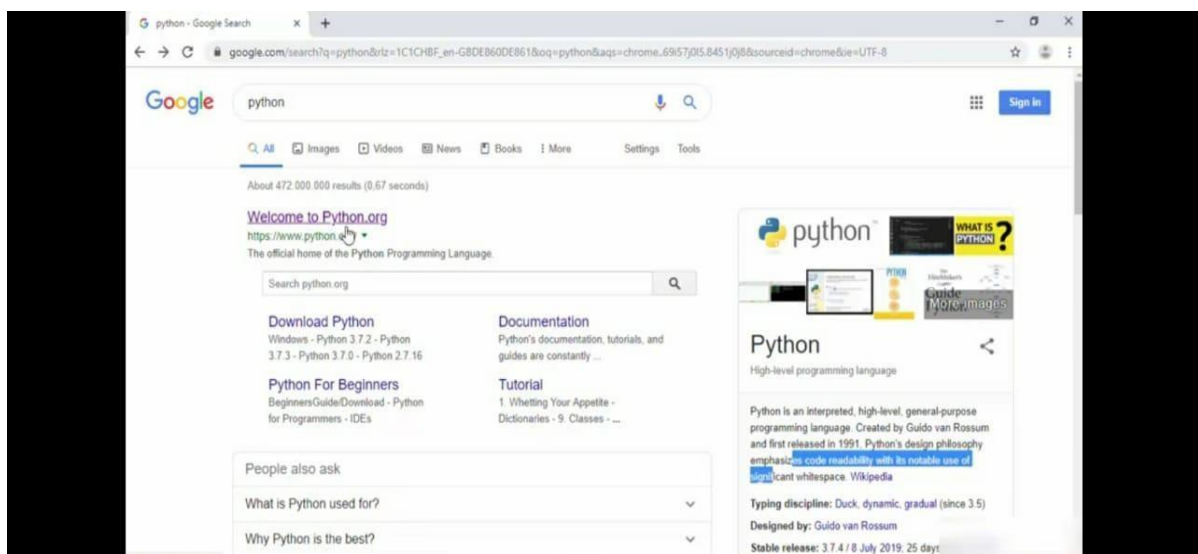 python - Google Search
google.com/search?q=python&rlz=1C1CHBF_en-GBDE860DE861&oq=python&aqs=chrome..69i57j0l5.8451j0j8&sourceid=chrome&ie=UTF-8
Google
python
Sign in
All Images Videos News Books More Settings Tools
About 472.000.000 results (0,67 seconds)
Welcome to Python.org
https://www.python.
The official home of the Python Programming Language.
Search python.org
Download Python
Windows - Python 3.7.2 - Python
3.7.3 - Python 3.7.0 - Python 2.7.16
Documentation
Python's documentation, tutorials, and
guides are constantly ...
Python For Beginners
BeginnersGuide/Download - Python
for Programmers - IDEs
Tutorial
1. Whetting Your Appetite -
Dictionaries - 9. Classes - ...
People also ask
What is Python used for?
Why Python is the best?
python
WHAT IS
PYTHON ?
PYTHON
Hitchhiker's
Guide
Python
More images
Python
High-level programming language
Python is an interpreted, high-level, general-purpose
programming language. Created by Guido van Rossum
and first released in 1991, Python's design philosophy
emphasizes code readability with its notable use of
significant whitespace. Wikipedia
Typing discipline: Duck, dynamic, gradual (since 3.5)
Designed by: Guido van Rossum
Stable release: 3.7.4 / 8 July 2019; 25 days